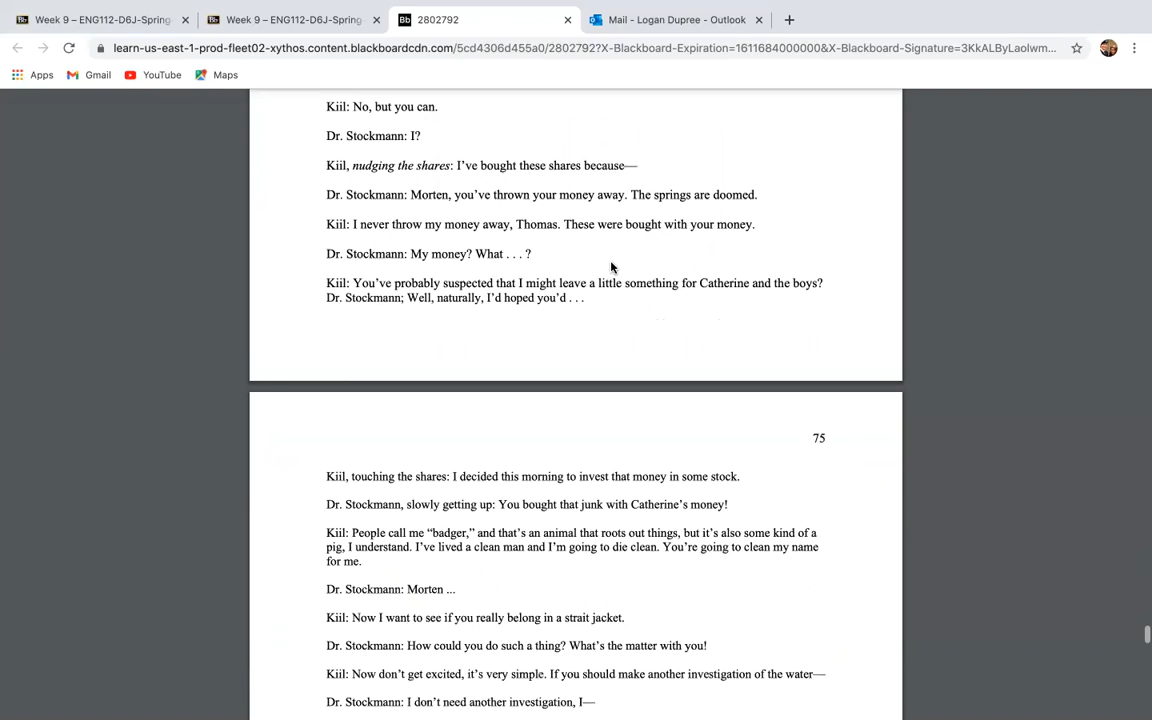 Week 9 – ENG112-D6J-Spring-
Week 9 – ENG112-D6J-Spring-
Bb 2802792
Mail - Logan Dupree - Outlook
learn-us-east-1-prod-fleet02-xythos.content.blackboardcdn.com/5cd4306d455a0/2802792?X-Blackboard-Expiration=1611684000000&X-Blackboard-Signature=3KkALByLaolwm...
Apps Gmail YouTube Maps
Kiil: No, but you can.
Dr. Stockmann: I?
Kiil, nudging the shares: I’ve bought these shares because—
Dr. Stockmann: Morten, you’ve thrown your money away. The springs are doomed.
Kiil: I never throw my money away, Thomas. These were bought with your money.
Dr. Stockmann: My money? What . . . ?
Kiil: You’ve probably suspected that I might leave a little something for Catherine and the boys?
Dr. Stockmann; Well, naturally, I’d hoped you’d . . .
75
Kiil, touching the shares: I decided this morning to invest that money in some stock.
Dr. Stockmann, slowly getting up: You bought that junk with Catherine’s money!
Kiil: People call me “badger,” and that’s an animal that roots out things, but it’s also some kind of a
pig, I understand. I’ve lived a clean man and I’m going to die clean. You’re going to clean my name
for me.
Dr. Stockmann: Morten ...
Kiil: Now I want to see if you really belong in a strait jacket.
Dr. Stockmann: How could you do such a thing? What’s the matter with you!
Kiil: Now don’t get excited, it’s very simple. If you should make another investigation of the water—
Dr. Stockmann: I don’t need another investigation, I—